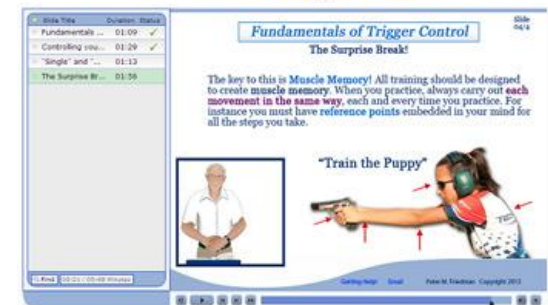 Slide Title Duration Status
Fundamentals ... 01:09
Controlling cou... 01:29
"Single" and "... 01:13
The Surprise Br... 01:56
Fundamentals of Trigger Control
Slide
04/4
The Surprise Break!
The key to this is Muscle Memory! All training should be designed
to create muscle memory. When you practice, always carry out each
movement in the same way, each and every time you practice. For
instance you must have reference points embedded in your mind for
all the steps you take.
"Train the Puppy"
Getting Help! Email Peter M. Friedman Copyright 2012
Find